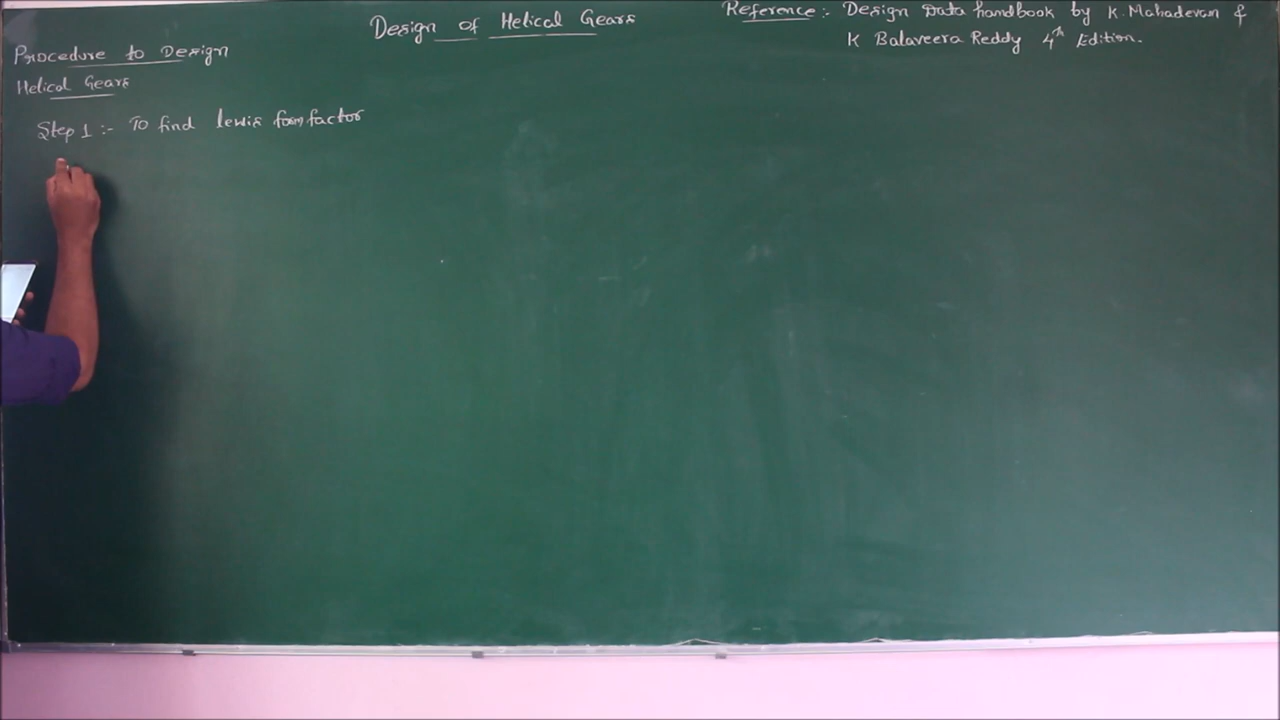 Design of Helical Gears
Reference :- Design Data handbook by K. Mahadevan &
K Balaveera Reddy 4th Edition.
Procedure to Design
Helical Gears
Step 1 :- To find lewis form factor